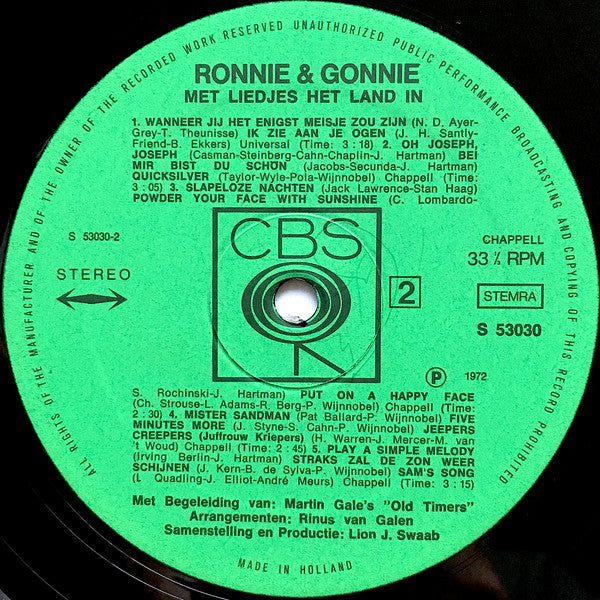 ALL RIGHTS OF THE MANUFACTURER, AND OF THE OWNER OF THE RECORDED WORK RESERVED UNAUTHORIZED PUBLIC PERFORMANCE BROADCASTING AND COPYING OF THIS RECORD PROHIBITED
RONNIE & GONNIE
MET LIEDJES HET LAND IN
1. WANNEER JIJ HET ENIGST MEISJE ZOU ZIJN (N. D. Ayer-
Grey-T. Theunisse) IK ZIE AAN JE OGEN (J. H. Santly-
Friend-B. Ekkers) Universal (Time: 3 : 18) 2. OH JOSEPH,
JOSEPH (Casman-Steinberg-Cahn-Chaplin-J. Hartman) BEI
MIR BIST DU SCHÖN (Jacobs-Secunda-J. Hartman)
QUICKSILVER (Taylor-Wyle-Pola-Wijnnobel) Chappell (Time
: 3 05) 3. SLAPELOZE NACHTEN (Jack Lawrence-Stan Haag)
POWDER YOUR FACE WITH SUNSHINE (C. Lombardo-
S 53030-2
STEREO
CBS
2
CHAPPELL
33⅓ RPM
STEMRA
S 53030
P 1972
S. Rochinski-J. Hartman) PUT ON A HAPPY FACE
(Ch. Strouse-L. Adams-R. Berg-P. Wijnnobel) Chappell (Time:
2 : 30) 4. MISTER SANDMAN (Pat Ballard-P. Wijnnobel) FIVE
MINUTES MORE (J. Styne-S. Cahn-P. Wijnnobel) JEEPERS
CREEPERS (Juffrouw Kriepers) (H. Warren-J. Mercer-M. van
't Woud) Chappell (Time: 2 : 45) 5. PLAY A SIMPLE MELODY
(Irving Berlin-J. Hartman) STRAKS ZAL DE ZON WEER
SCHIJNEN (J. Kern-B. de Sylva-P. Wijnnobel) SAM'S SONG
(L Quadling-J. Elliot-André Meurs) Chappell (Time: 3 : 15)
Met Begeleiding van: Martin Gale's "Old Timers"
Arrangementen: Rinus van Galen
Samenstelling en Productie: Lion J. Swaab
MADE IN HOLLAND